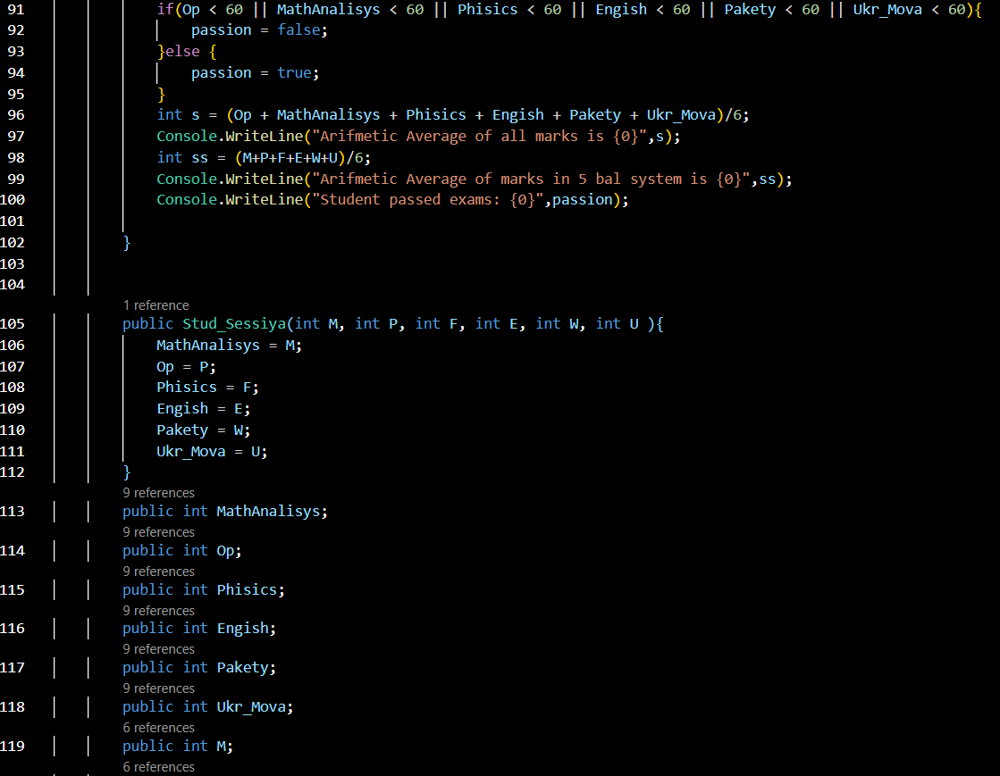 91 if(Op < 60 || MathAnalisys < 60 || Phisics < 60 || Engish < 60 || Pakety < 60 || Ukr_Mova < 60){
92 passion = false;
93 }else {
94 passion = true;
95 }
96 int s = (Op + MathAnalisys + Phisics + Engish + Pakety + Ukr_Mova)/6;
97 Console.WriteLine("Arifmetic Average of all marks is {0}",s);
98 int ss = (M+P+F+E+W+U)/6;
99 Console.WriteLine("Arifmetic Average of marks in 5 bal system is {0}",ss);
100 Console.WriteLine("Student passed exams: {0}",passion);
101
102 }
103
104
1 reference
105 public Stud_Sessiya(int M, int P, int F, int E, int W, int U ){
106 MathAnalisys = M;
107 Op = P;
108 Phisics = F;
109 Engish = E;
110 Pakety = W;
111 Ukr_Mova = U;
112 }
9 references
113 public int MathAnalisys;
9 references
114 public int Op;
9 references
115 public int Phisics;
9 references
116 public int Engish;
9 references
117 public int Pakety;
9 references
118 public int Ukr_Mova;
6 references
119 public int M;
6 references